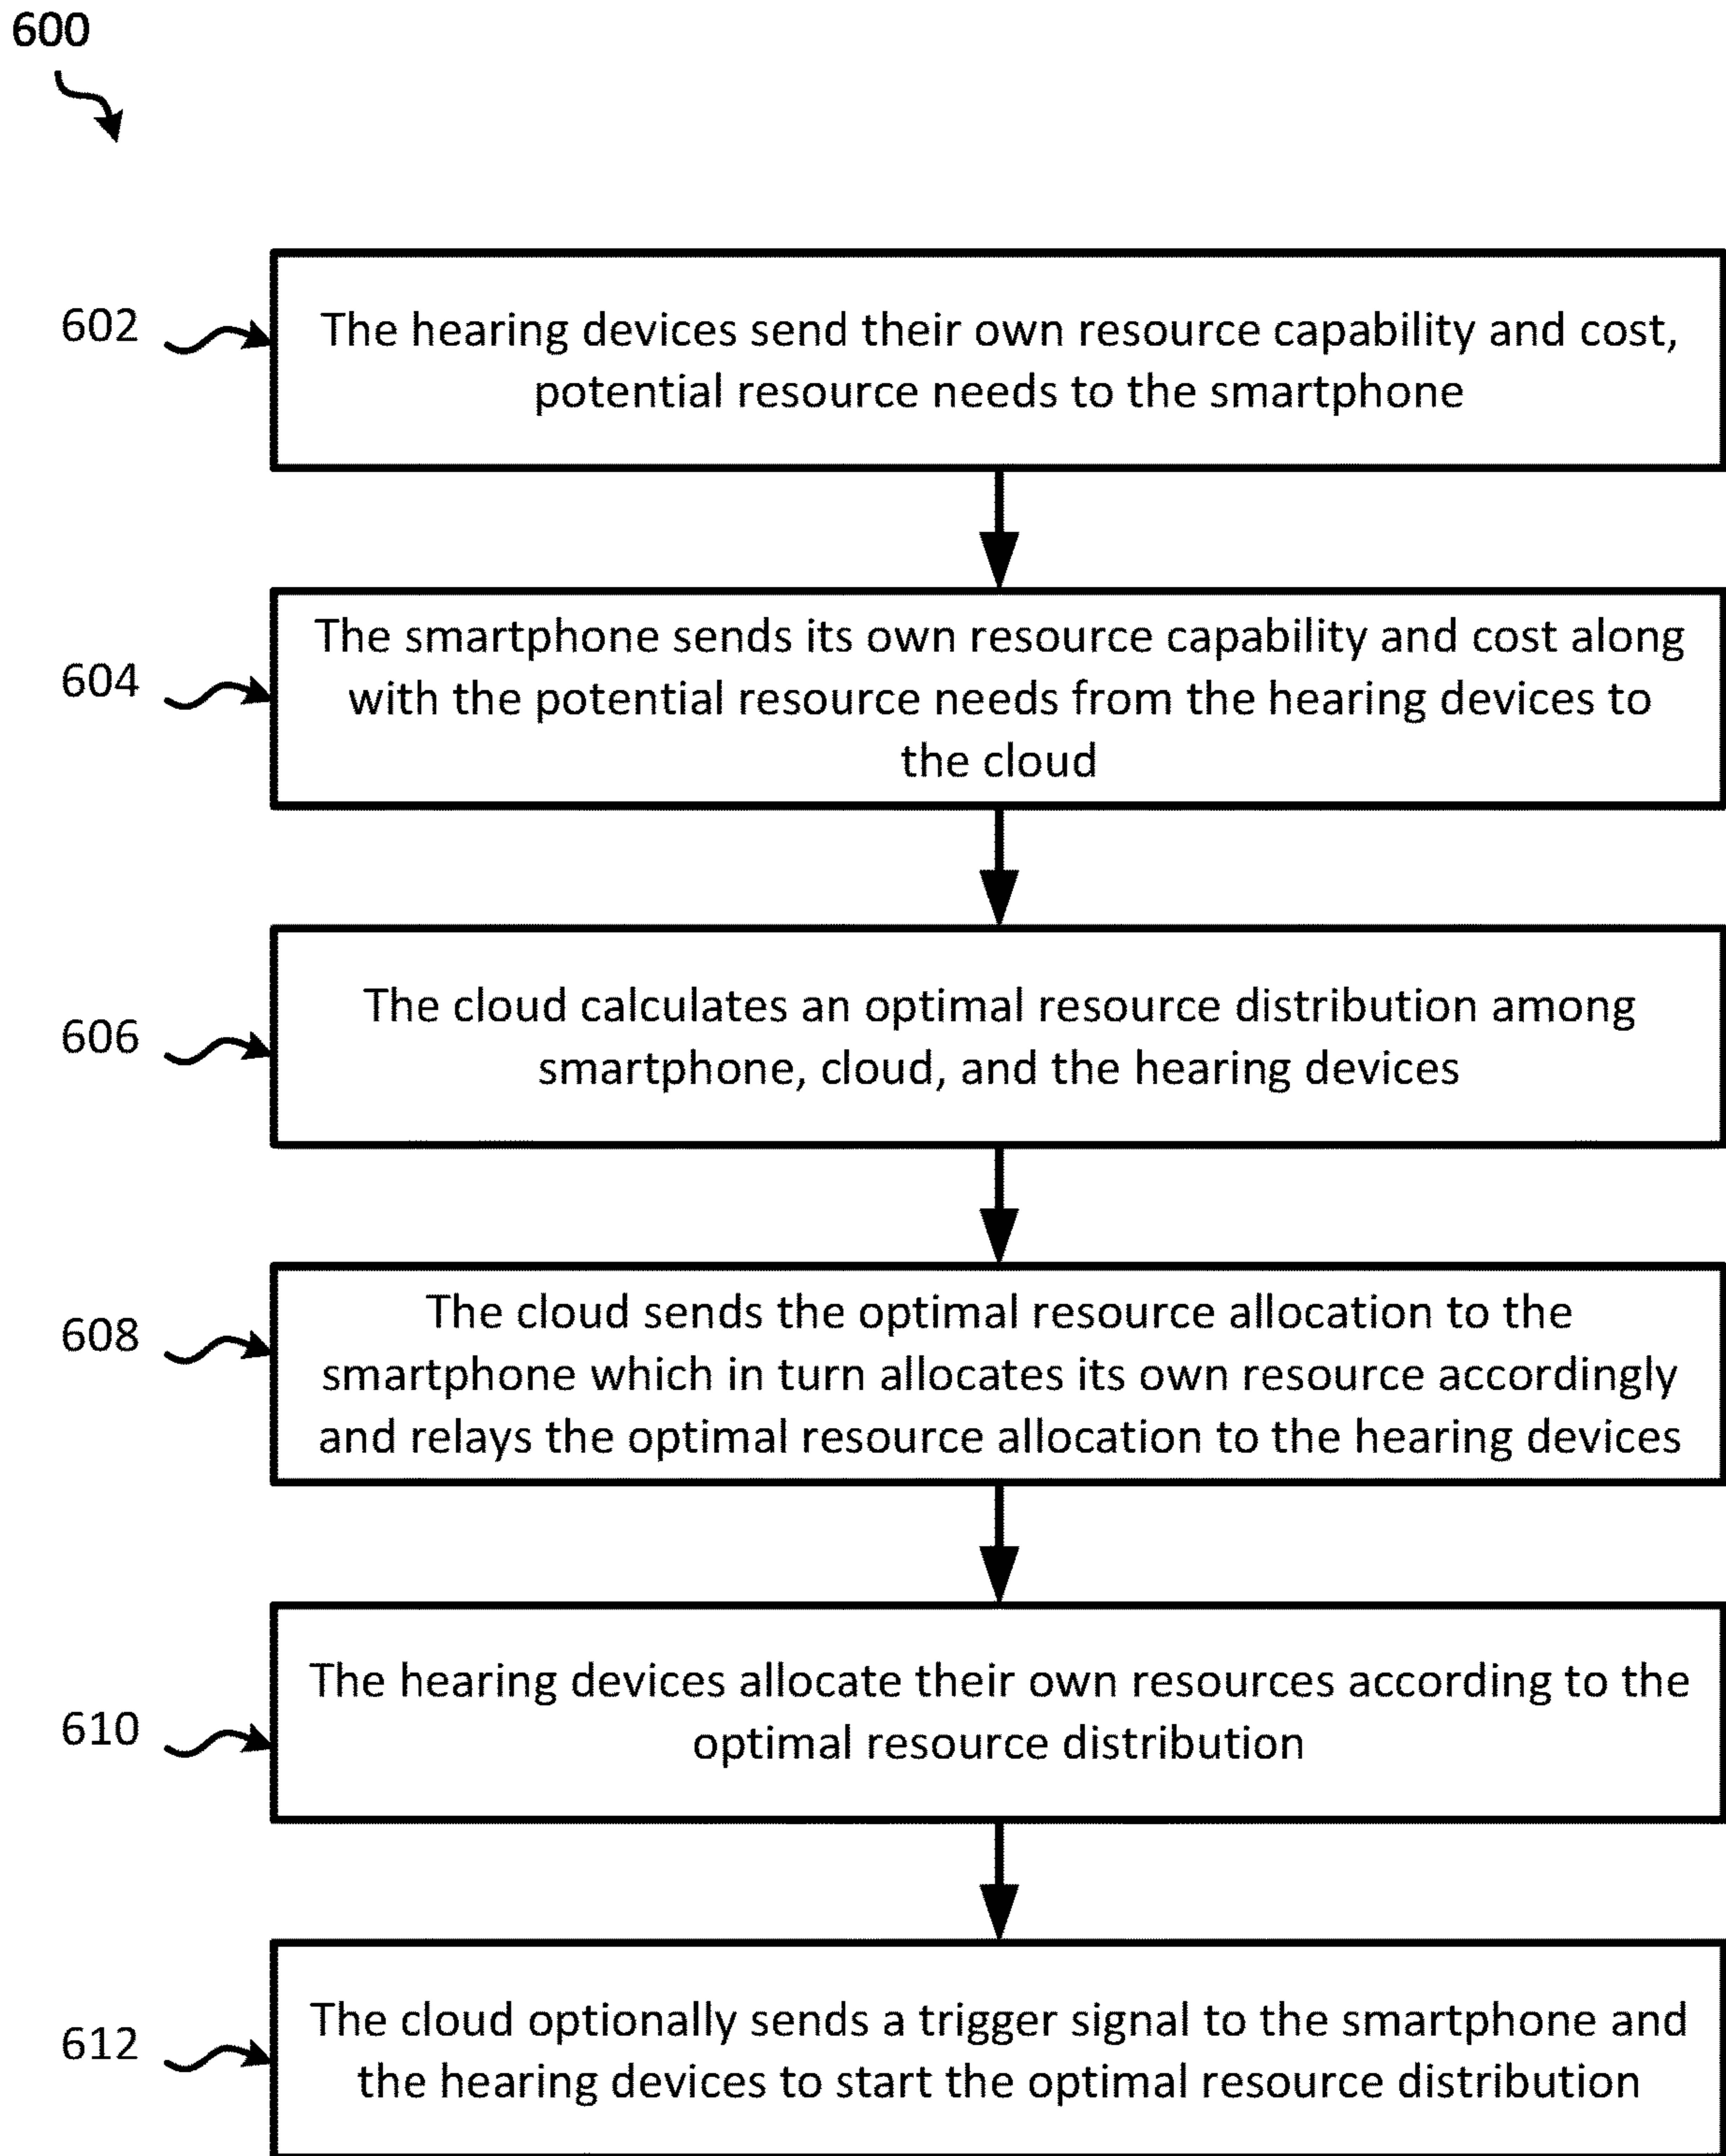 600
602
The hearing devices send their own resource capability and cost,
potential resource needs to the smartphone
604
The smartphone sends its own resource capability and cost along
with the potential resource needs from the hearing devices to
the cloud
606
The cloud calculates an optimal resource distribution among
smartphone, cloud, and the hearing devices
608
The cloud sends the optimal resource allocation to the
smartphone which in turn allocates its own resource accordingly
and relays the optimal resource allocation to the hearing devices
610
The hearing devices allocate their own resources according to the
optimal resource distribution
612
The cloud optionally sends a trigger signal to the smartphone and
the hearing devices to start the optimal resource distribution